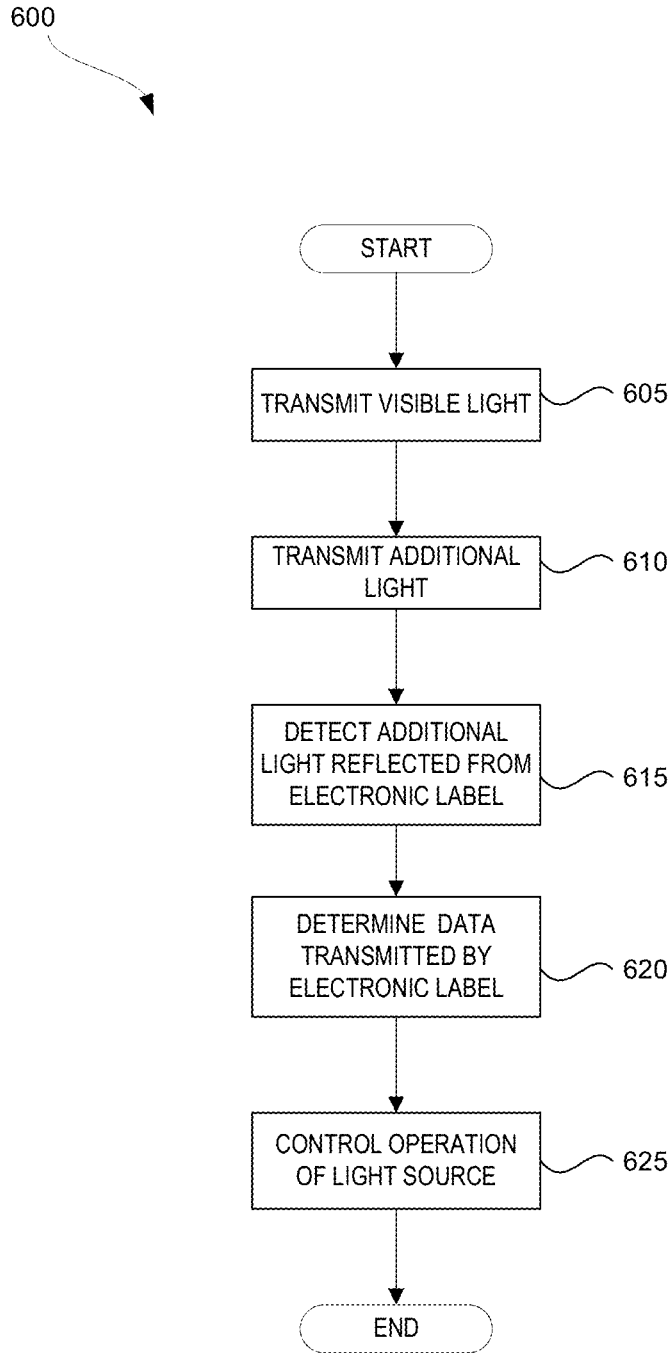 600
START
TRANSMIT VISIBLE LIGHT
605
TRANSMIT ADDITIONAL
LIGHT
610
DETECT ADDITIONAL
LIGHT REFLECTED FROM
ELECTRONIC LABEL
615
DETERMINE DATA
TRANSMITTED BY
ELECTRONIC LABEL
620
CONTROL OPERATION
OF LIGHT SOURCE
625
END